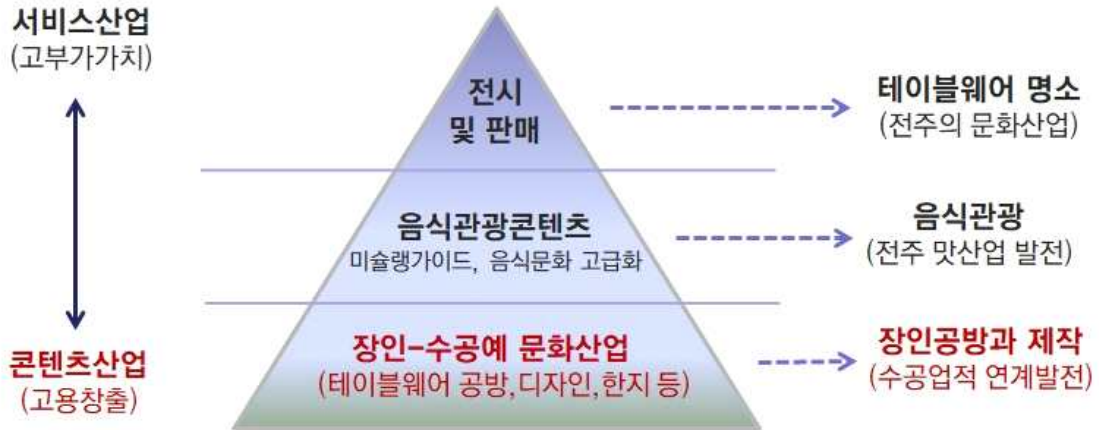 서비스산업
(고부가가치)
전시
및 판매
테이블웨어 명소
(전주의 문화산업)
음식관광콘텐츠
미슐랭가이드, 음식문화 고급화
음식관광
(전주 맛산업 발전)
콘텐츠산업
(고용창출)
장인-수공예 문화산업
(테이블웨어 공방,디자인,한지 등)
장인공방과 제작
(수공업적 연계발전)